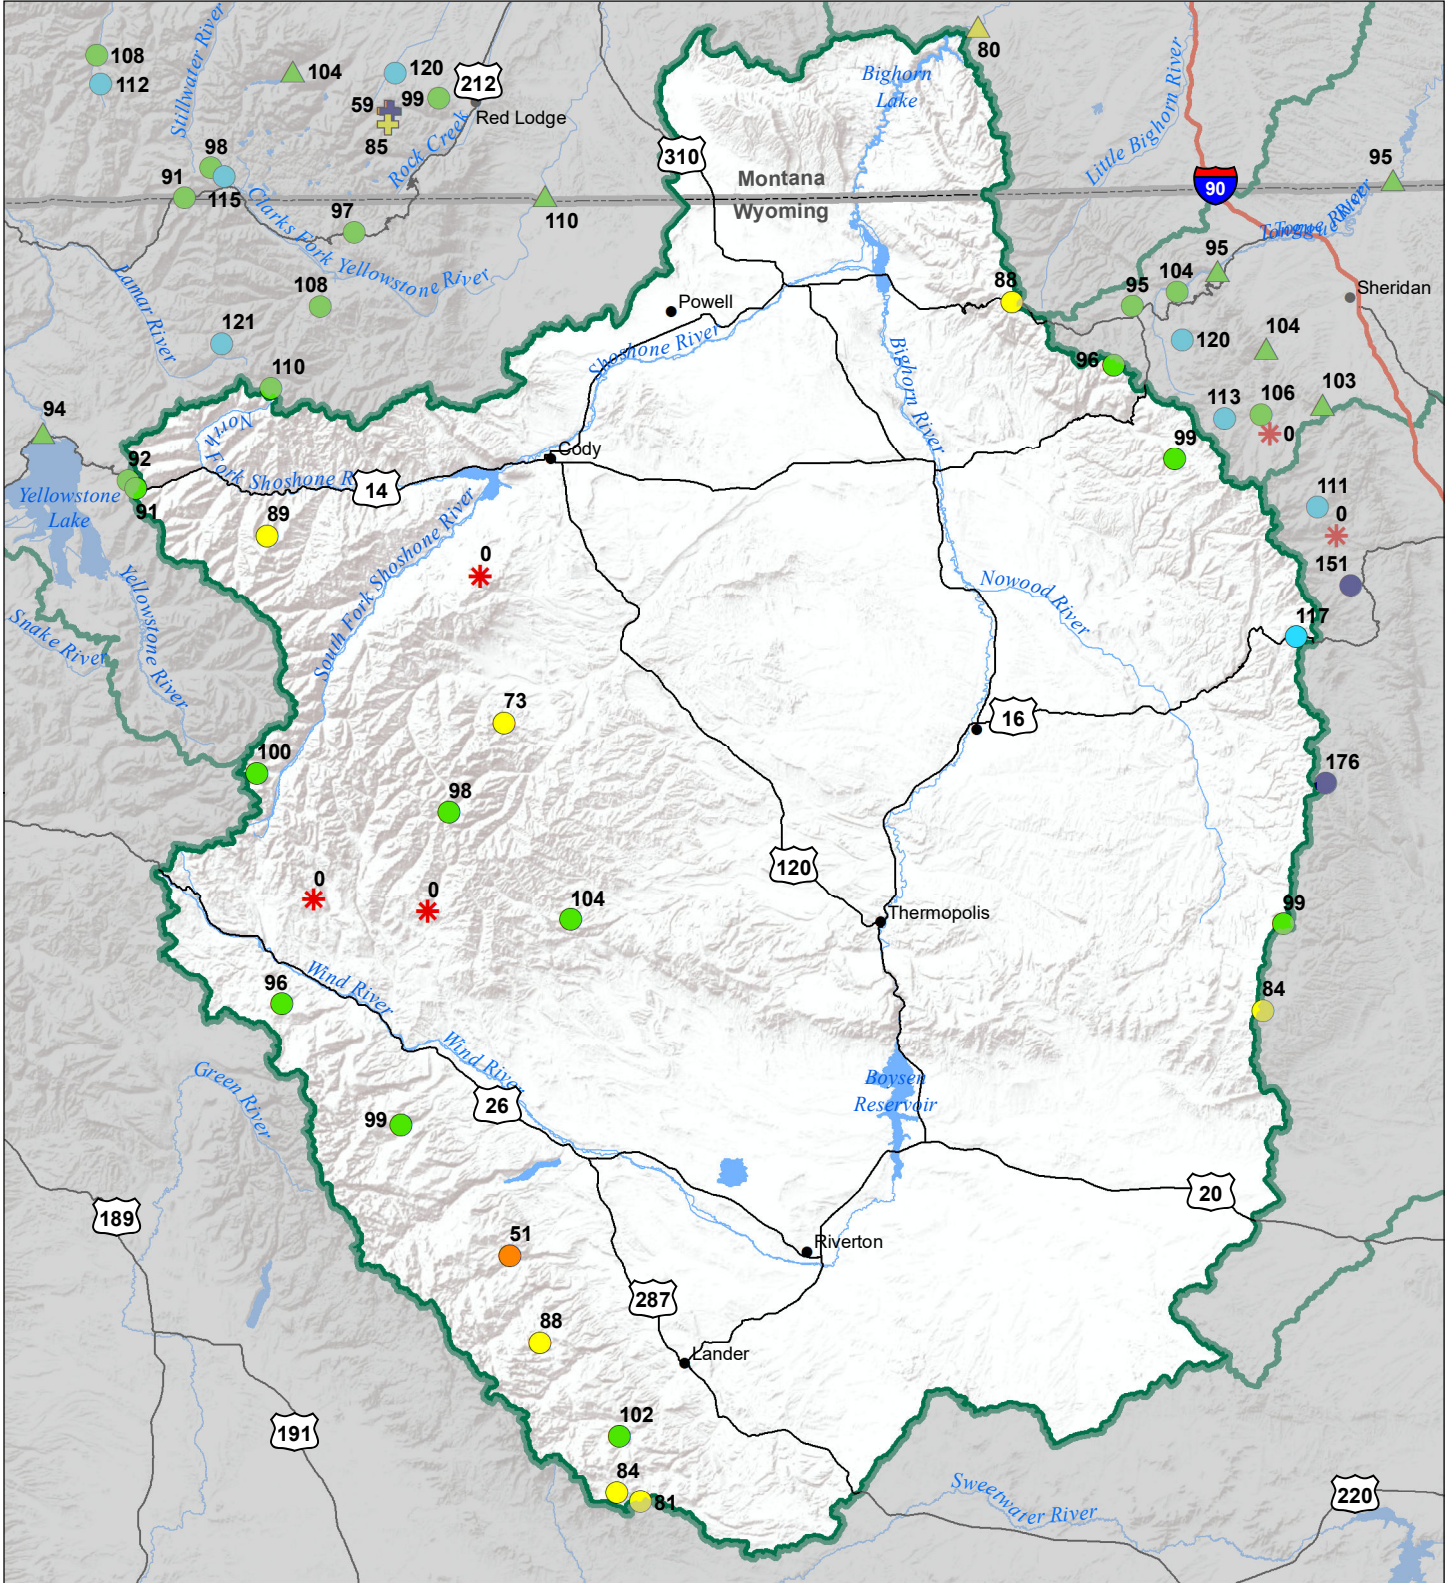 80
108
112
Stillwater River
104
120
212
59
99
85
Red Lodge
Rock Creek
Bighorn
Lake
Little Bighorn River
310
98
91
115
Montana
Wyoming
90
95
97
110
Clarks Fork Yellowstone River
Tongue River
Tongue River
Lamar River
108
121
110
Powell
Shoshone River
88
95
104
95
Sheridan
120
104
96
Bighorn River
94
North
Fork Shoshone R
Cody
14
113
106
103
0
99
92
91
Yellowstone
Lake
89
South Fork Shoshone River
0
111
0
151
Yellowstone River
Snake River
Nowood River
117
73
16
100
98
176
120
0
0
104
Thermopolis
99
96
Wind River
84
Wind River
Green River
Boysen
Reservoir
26
99
189
20
51
Riverton
287
88
Lander
191
102
84
81
Sweetwater River
220